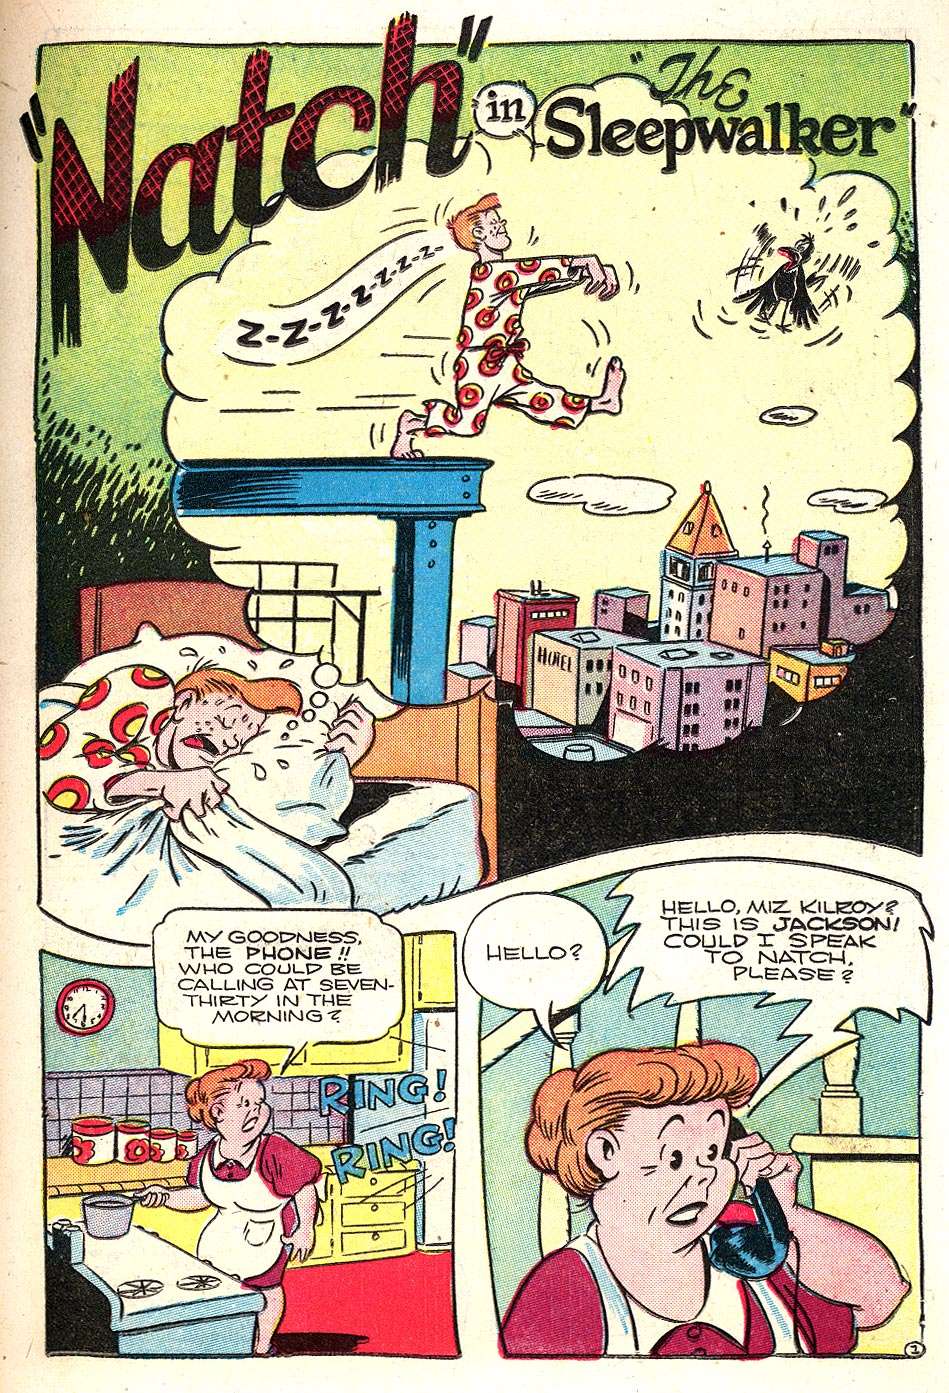 "Natch"
in
"The
Sleepwalker"
Z-Z-Z-Z-Z-Z-Z-
HOTEL
MY GOODNESS,
THE PHONE!!
WHO COULD BE
CALLING AT SEVEN-
THIRTY IN THE
MORNING?
RING!
RING!
HELLO?
HELLO, MIZ KILROY?
THIS IS JACKSON!
COULD I SPEAK
TO NATCH,
PLEASE?
1